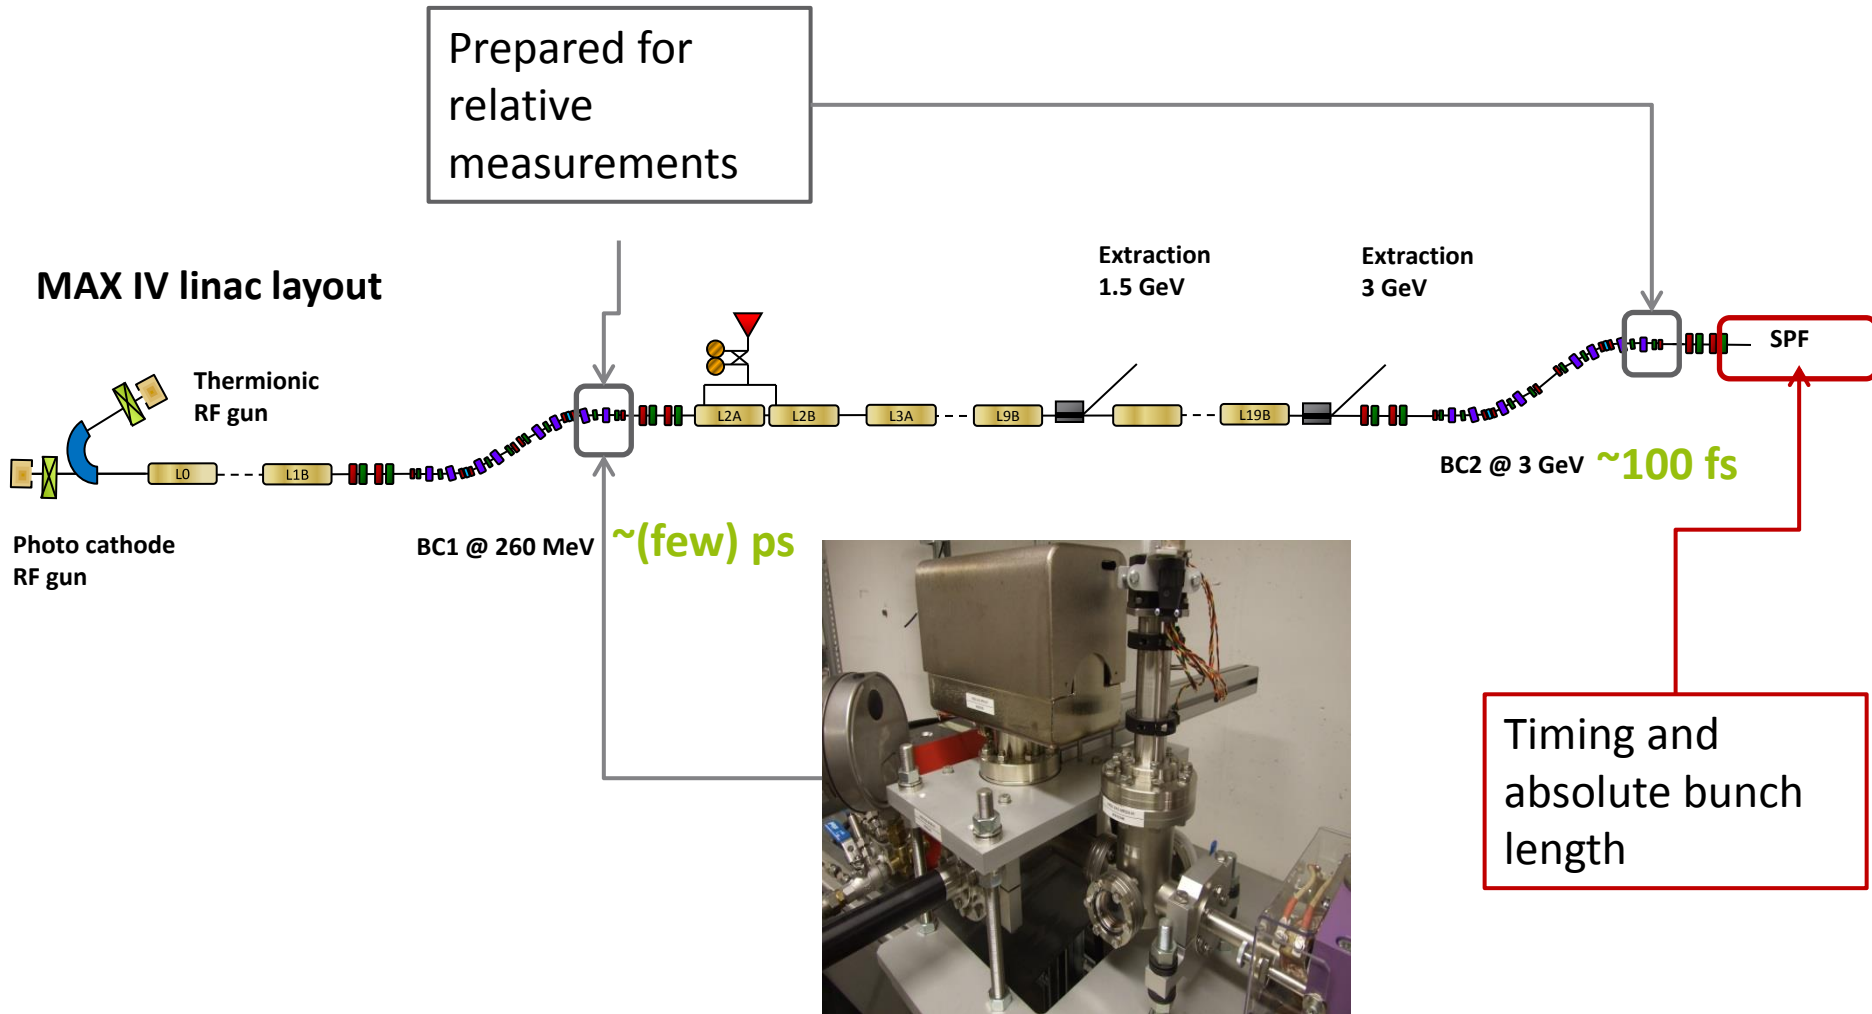 Prepared for
relative
measurements
MAX IV linac layout
Extraction
1.5 GeV
Extraction
3 GeV
SPF
Thermionic
RF gun
L2A
L2B
L3A
L9B
L19B
L0
L1B
BC2 @ 3 GeV
~100 fs
BC1 @ 260 MeV
~(few) ps
Photo cathode
RF gun
Timing and
absolute bunch
length